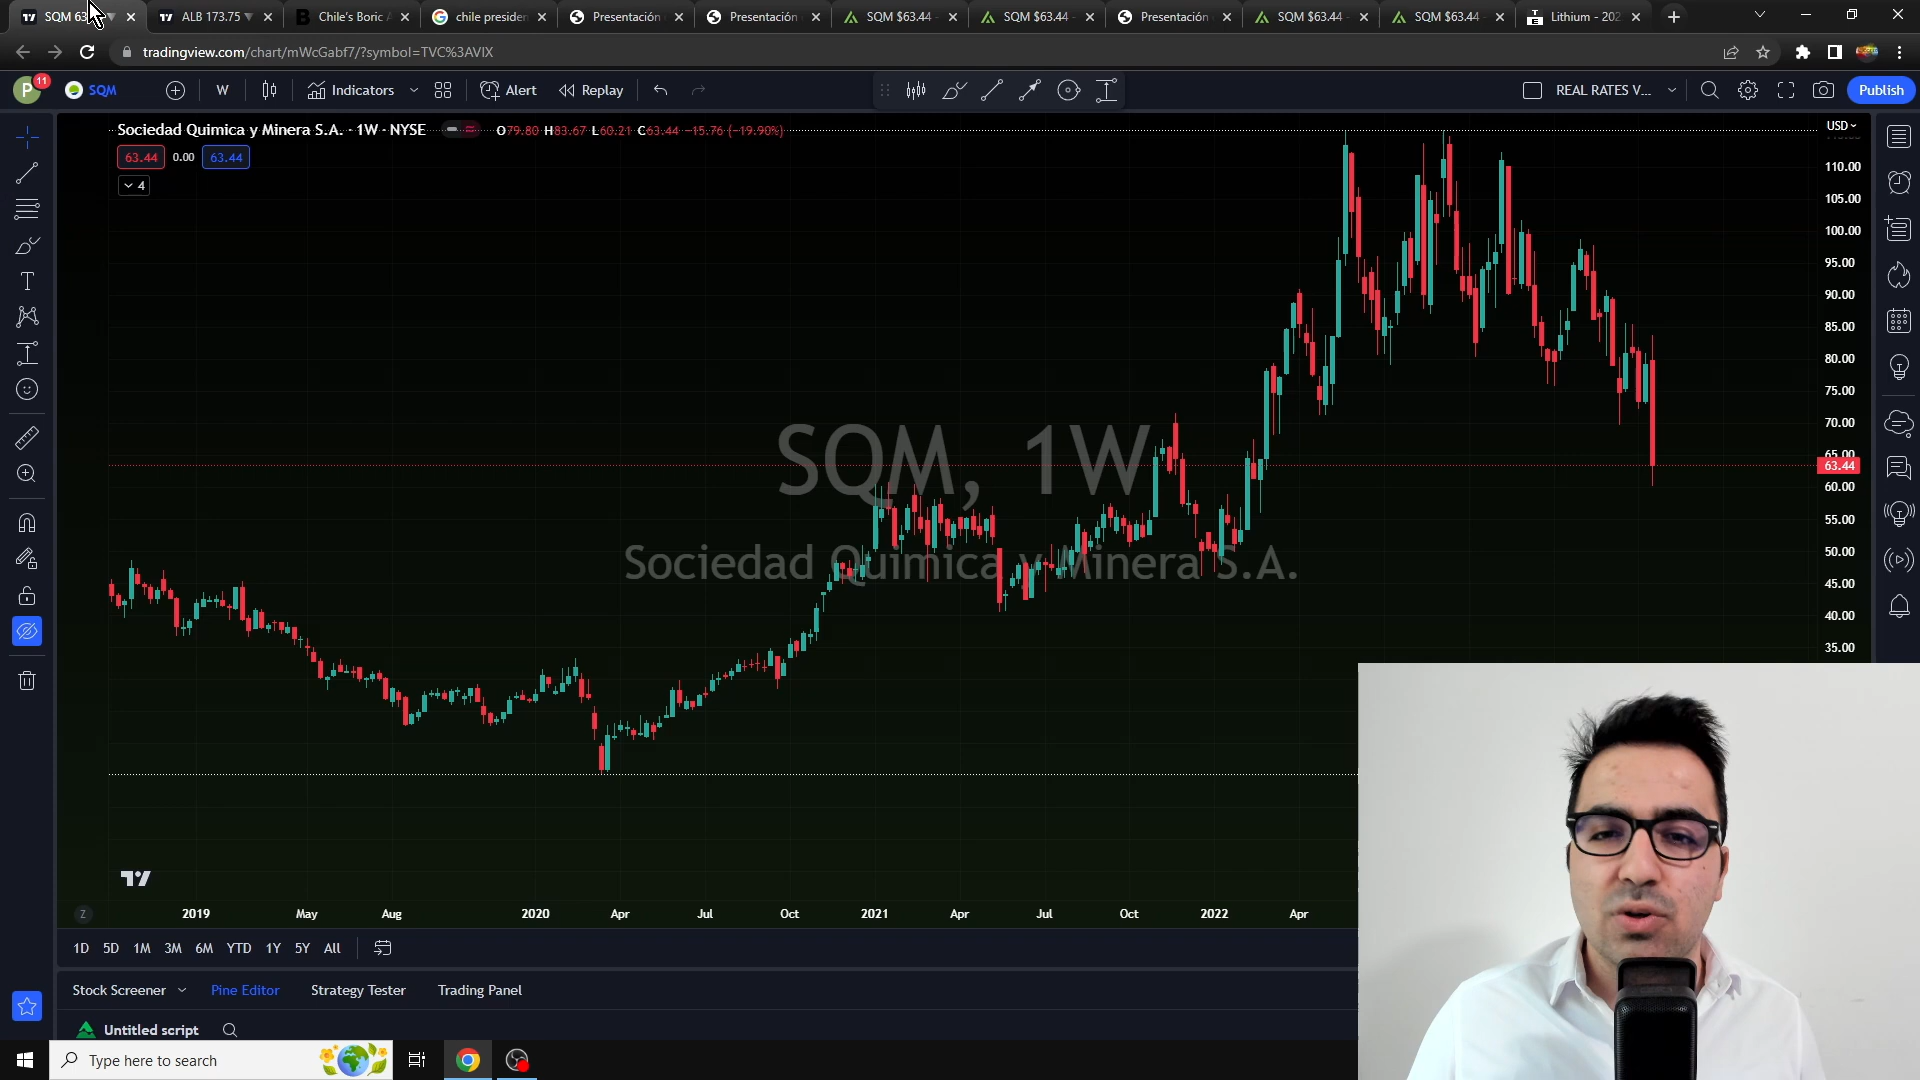 SQM 63
ALB 173.75
Chile's Boric
chile presiden
Presentación
Presentación
SQM $63.44
SQM $63.44
Presentación
SQM $63.44
SQM $63.44
Lithium - 202
tradingview.com/chart/mWcGabf7/?symbol=TVC%3AVIX
P
11
SQM
W
Indicators
Alert
Replay
REAL RATES V...
Publish
Sociedad Quimica y Minera S.A. · 1W · NYSE
O79.80 H83.67 L60.21 C63.44 −15.76 (−19.90%)
USD
63.44
0.00
63.44
4
110.00
105.00
100.00
95.00
90.00
85.00
80.00
75.00
70.00
65.00
63.44
60.00
55.00
50.00
45.00
40.00
35.00
SQM, 1W
Sociedad Quimica y Minera S.A.
Z
2019
May
Aug
2020
Apr
Jul
Oct
2021
Apr
Jul
Oct
2022
Apr
1D
5D
1M
3M
6M
YTD
1Y
5Y
All
Stock Screener
Pine Editor
Strategy Tester
Trading Panel
Untitled script
Type here to search